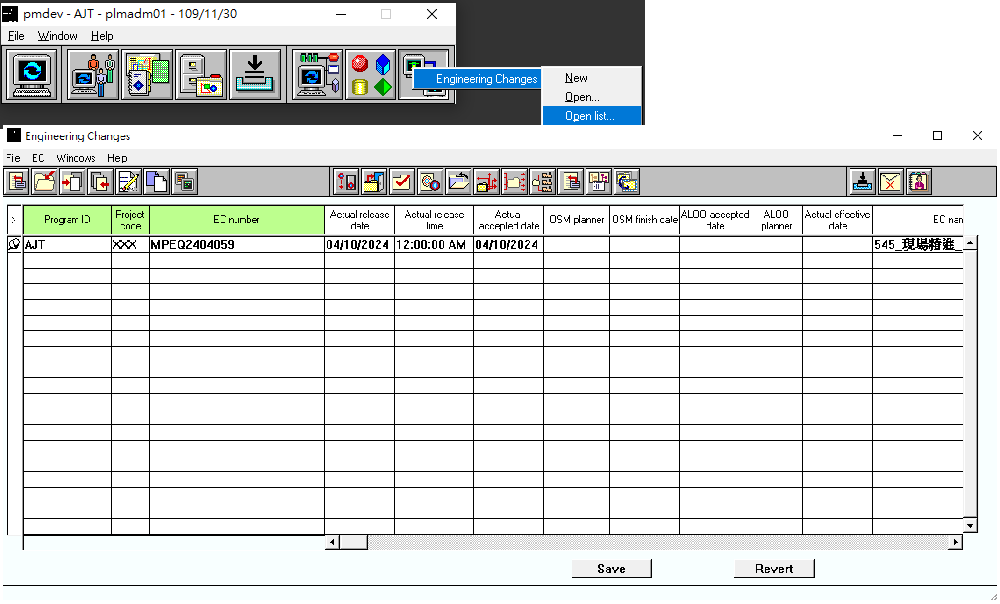 pmdev - AJT - plmadm01 - 109/11/30
File Window Help
Engineering Changes
New
Open...
Open list...
Engineering Changes
File EC Windows Help
Program ID
Project code
EC number
Actual release date
Actual release time
Actual accepted date
OSM planner
OSM finish date
ALOO accepted date
ALOO planner
Actual effective date
EC nan
AJT XXX MPEQ2404059 04/10/2024 12:00:00 AM 04/10/2024 545_現場精進_
Save Revert